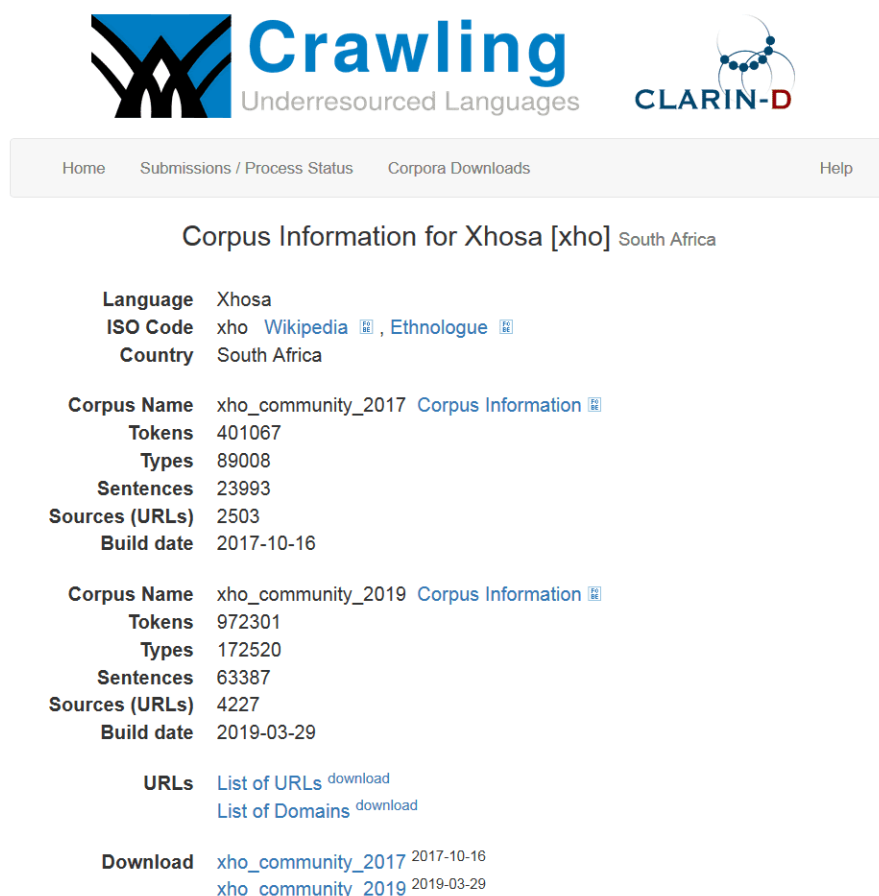 Crawling
Underresourced Languages
CLARIN-D
Home Submissions / Process Status Corpora Downloads Help
Corpus Information for Xhosa [xho] South Africa
Language Xhosa
ISO Code xho Wikipedia , Ethnologue
Country South Africa
Corpus Name xho_community_2017 Corpus Information
Tokens 401067
Types 89008
Sentences 23993
Sources (URLs) 2503
Build date 2017-10-16
Corpus Name xho_community_2019 Corpus Information
Tokens 972301
Types 172520
Sentences 63387
Sources (URLs) 4227
Build date 2019-03-29
URLs List of URLs download
List of Domains download
Download xho_community_2017 2017-10-16
xho_community_2019 2019-03-29